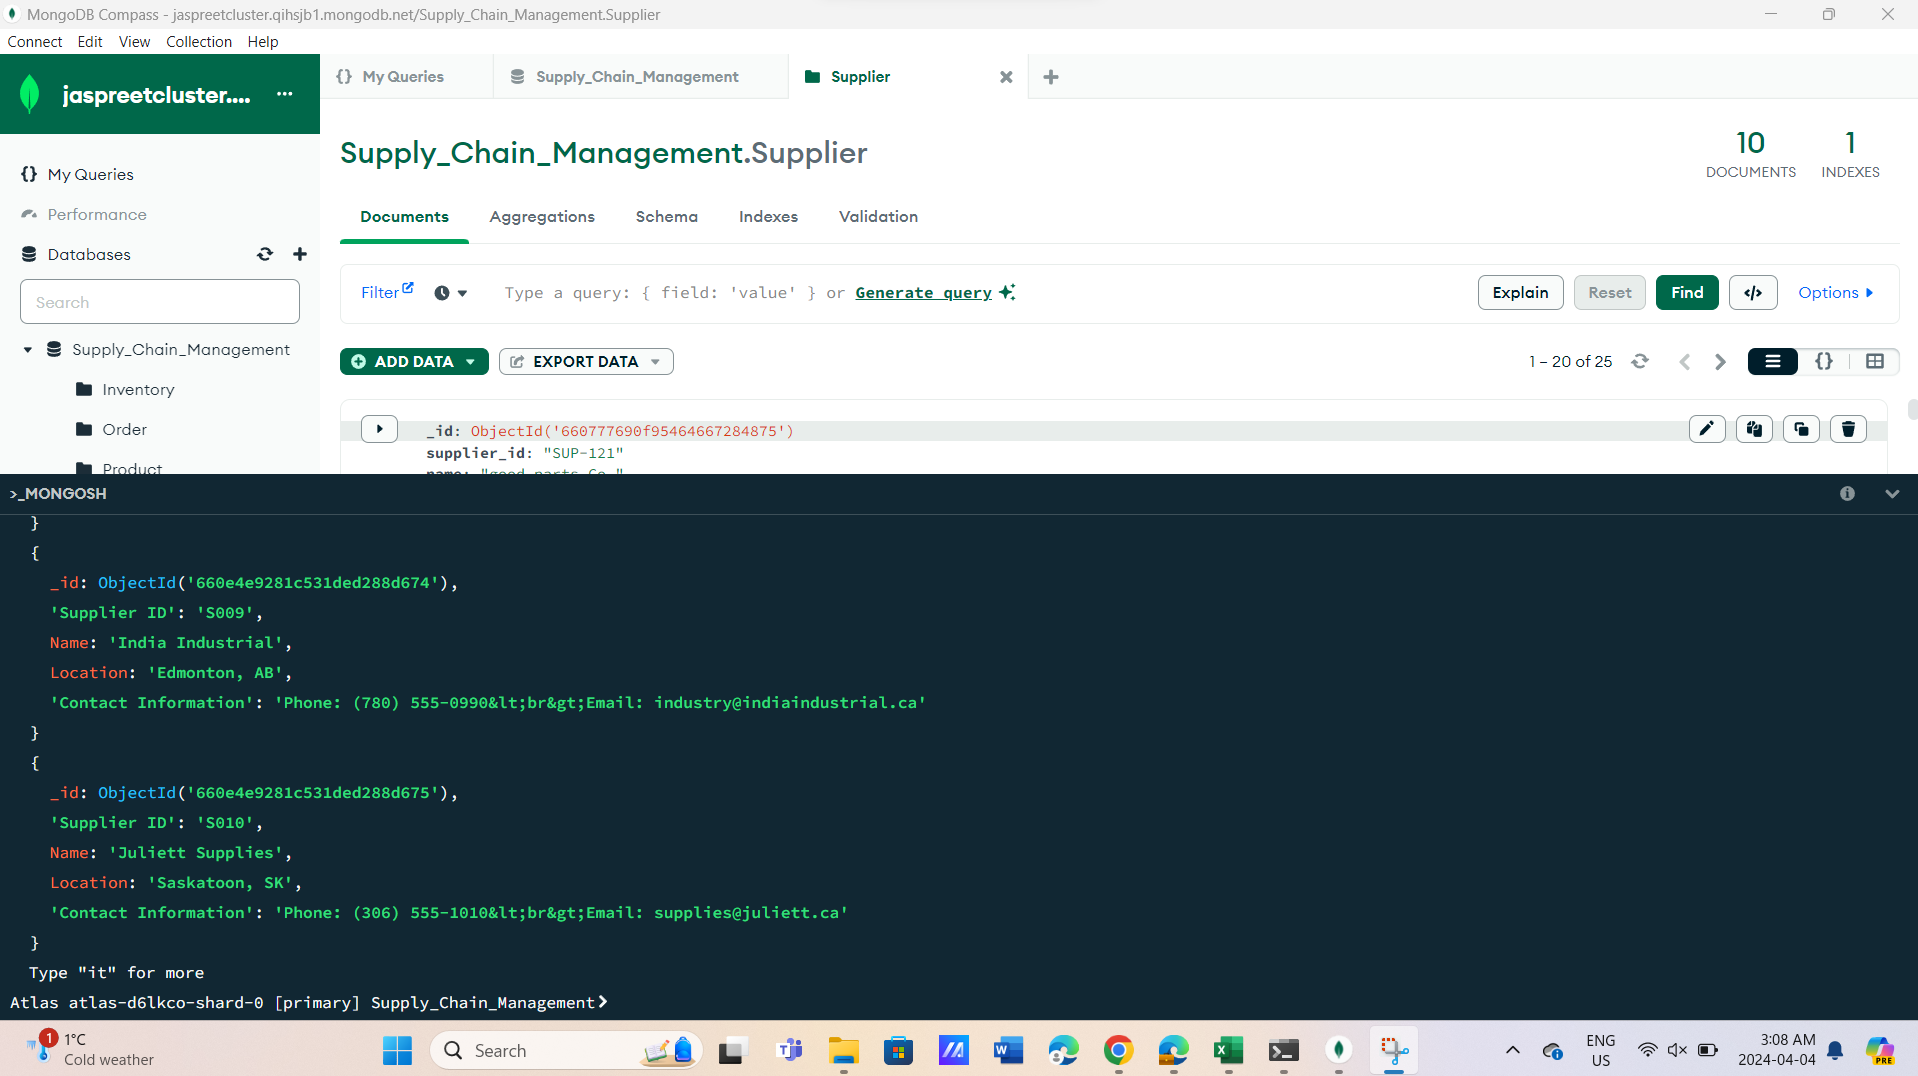 MongoDB Compass - jaspreetcluster.qihsjb1.mongodb.net/Supply_Chain_Management.Supplier
Connect Edit View Collection Help
jaspreetcluster.... ...
My Queries
Performance
Databases
Search
Supply_Chain_Management
Inventory
Order
Product
{} My Queries
Supply_Chain_Management
Supplier
Supply_Chain_Management.Supplier
10
DOCUMENTS
1
INDEXES
Documents Aggregations Schema Indexes Validation
Filter Type a query: { field: 'value' } or Generate query Explain Reset Find </> Options
ADD DATA EXPORT DATA 1 – 20 of 25 {}
_id: ObjectId('660777690f95464667284875')
supplier_id: "SUP-121"
name: "good parts Co."
>_MONGOSH
}
{
_id: ObjectId('660e4e9281c531ded288d674'),
'Supplier ID': 'S009',
Name: 'India Industrial',
Location: 'Edmonton, AB',
'Contact Information': 'Phone: (780) 555-0990&lt;br&gt;Email: industry@indiaindustrial.ca'
}
{
_id: ObjectId('660e4e9281c531ded288d675'),
'Supplier ID': 'S010',
Name: 'Juliett Supplies',
Location: 'Saskatoon, SK',
'Contact Information': 'Phone: (306) 555-1010&lt;br&gt;Email: supplies@juliett.ca'
}
Type "it" for more
Atlas atlas-d6lkco-shard-0 [primary] Supply_Chain_Management>
1
1°C
Cold weather
Search
ENG
US
3:08 AM
2024-04-04
PRE